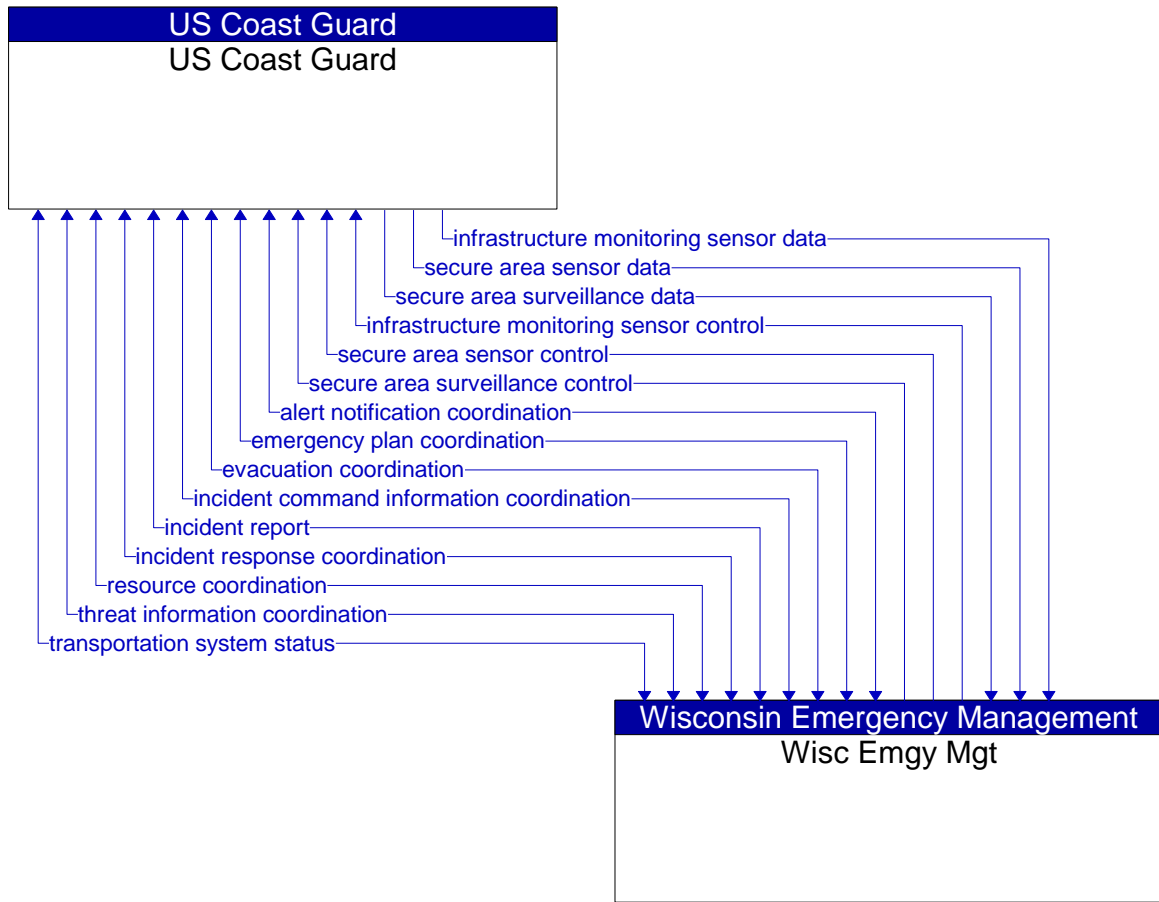 US Coast Guard
US Coast Guard
infrastructure monitoring sensor data
secure area sensor data
secure area surveillance data
infrastructure monitoring sensor control
secure area sensor control
secure area surveillance control
alert notification coordination
emergency plan coordination
evacuation coordination
incident command information coordination
incident report
incident response coordination
resource coordination
threat information coordination
transportation system status
Wisconsin Emergency Management
Wisc Emgy Mgt